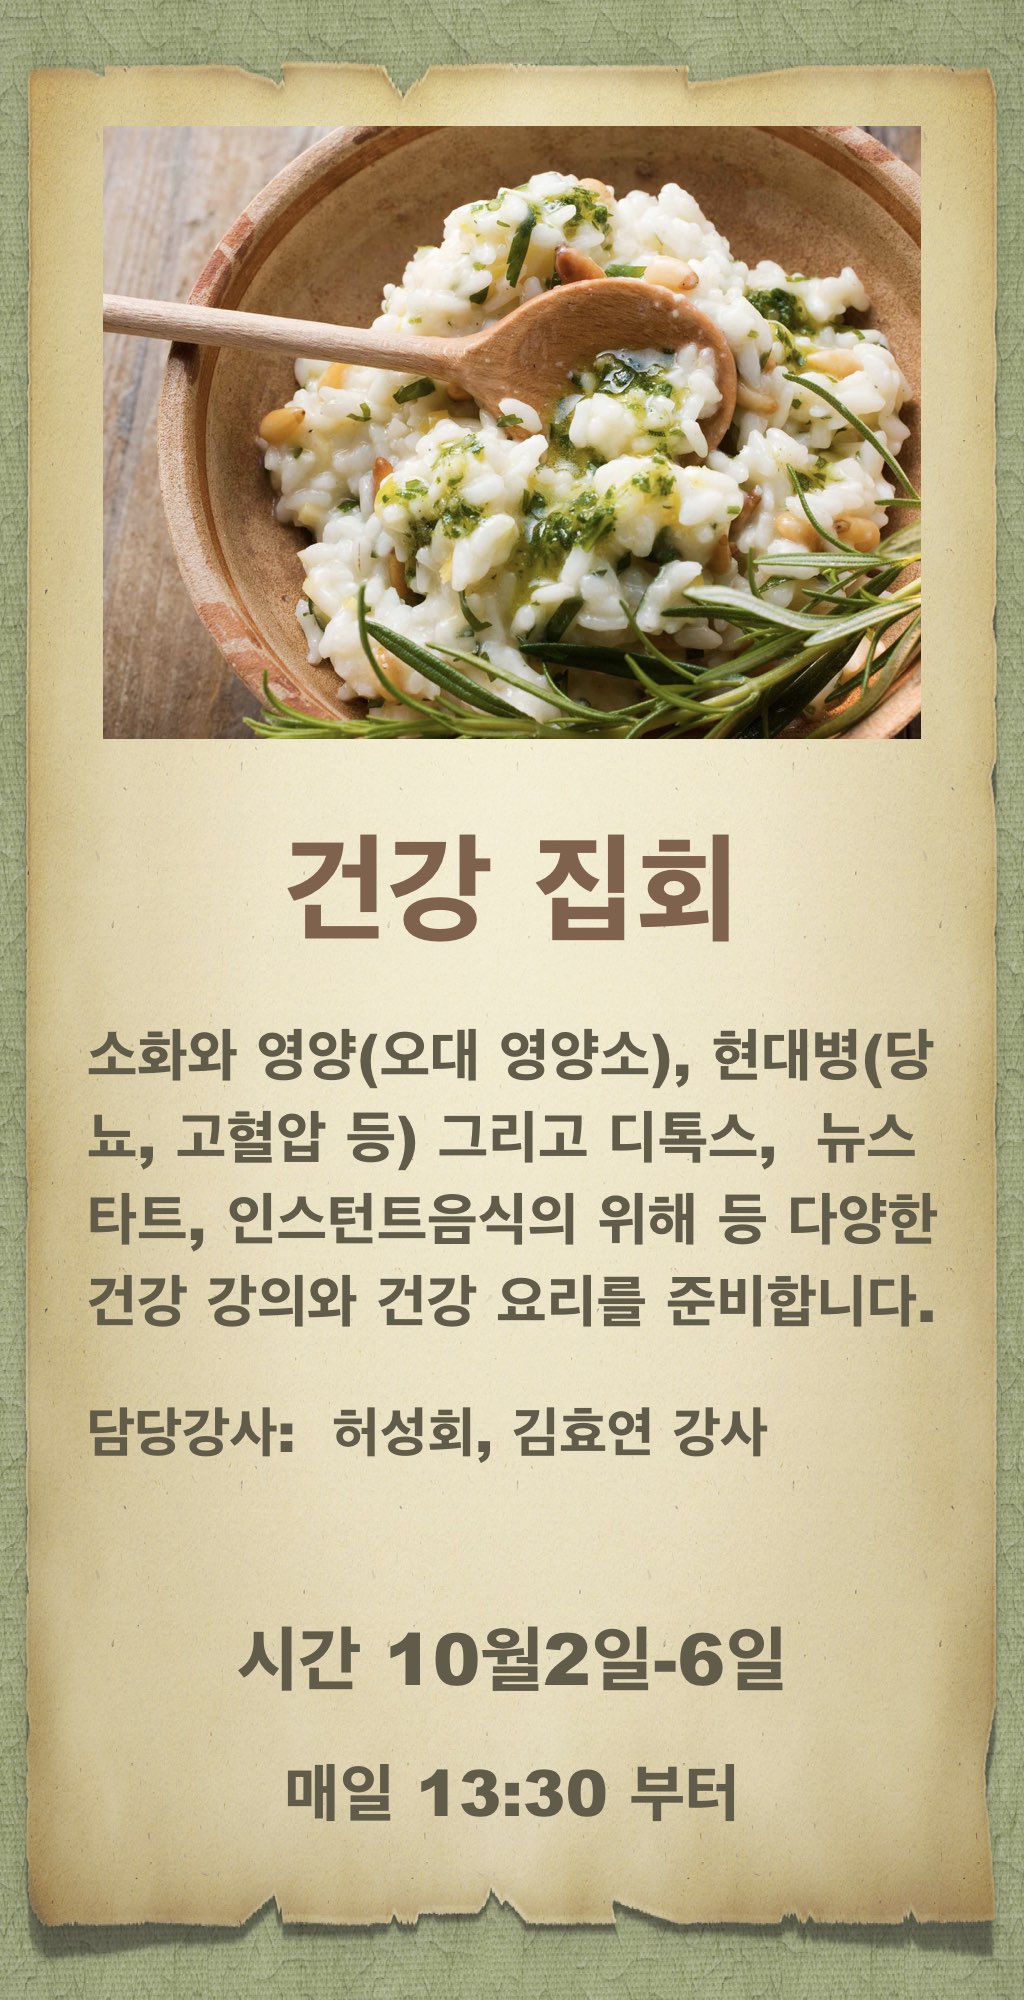 건강 집회
소화와 영양(오대 영양소), 현대병(당
뇨, 고혈압 등) 그리고 디톡스,  뉴스
타트, 인스턴트음식의 위해 등 다양한
건강 강의와 건강 요리를 준비합니다.
담당강사:  허성회, 김효연 강사
시간 10월2일-6일
매일 13:30 부터